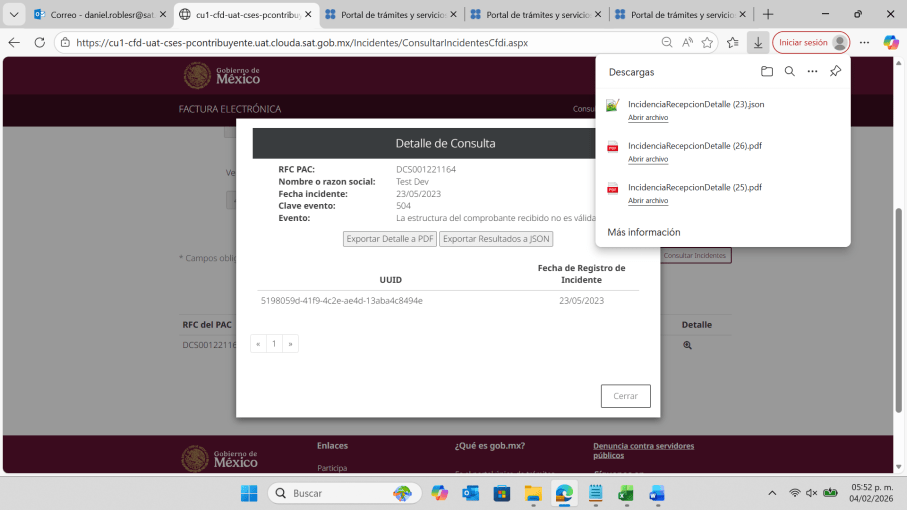 Correo - daniel.roblesr@sat
cu1-cfd-uat-cses-pcontribuy
Portal de trámites y servicio
Portal de trámites y servicio
Portal de trámites y servicio
https://cu1-cfd-uat-cses-pcontribuyente.uat.clouda.sat.gob.mx/Incidentes/ConsultarIncidentesCfdi.aspx
Iniciar sesión
Gobierno de
México
FACTURA ELECTRÓNICA
Consu
Descargas
IncidenciaRecepcionDetalle (23).json
Abrir archivo
IncidenciaRecepcionDetalle (26).pdf
Abrir archivo
IncidenciaRecepcionDetalle (25).pdf
Abrir archivo
Más información
Detalle de Consulta
RFC PAC: DCS001221164
Nombre o razon social: Test Dev
Fecha incidente: 23/05/2023
Clave evento: 504
Evento: La estructura del comprobante recibido no es válida
Exportar Detalle a PDF Exportar Resultados a JSON
Ve
* Campos oblig
Consultar Incidentes
UUID Fecha de Registro de Incidente
5198059d-41f9-4c2e-ae4d-13aba4c8494e 23/05/2023
RFC del PAC Detalle
DCS00122116
« 1 »
Cerrar
Gobierno de
México
Enlaces
Participa
¿Qué es gob.mx?
Denuncia contra servidores públicos
Buscar
05:52 p. m.
04/02/2026